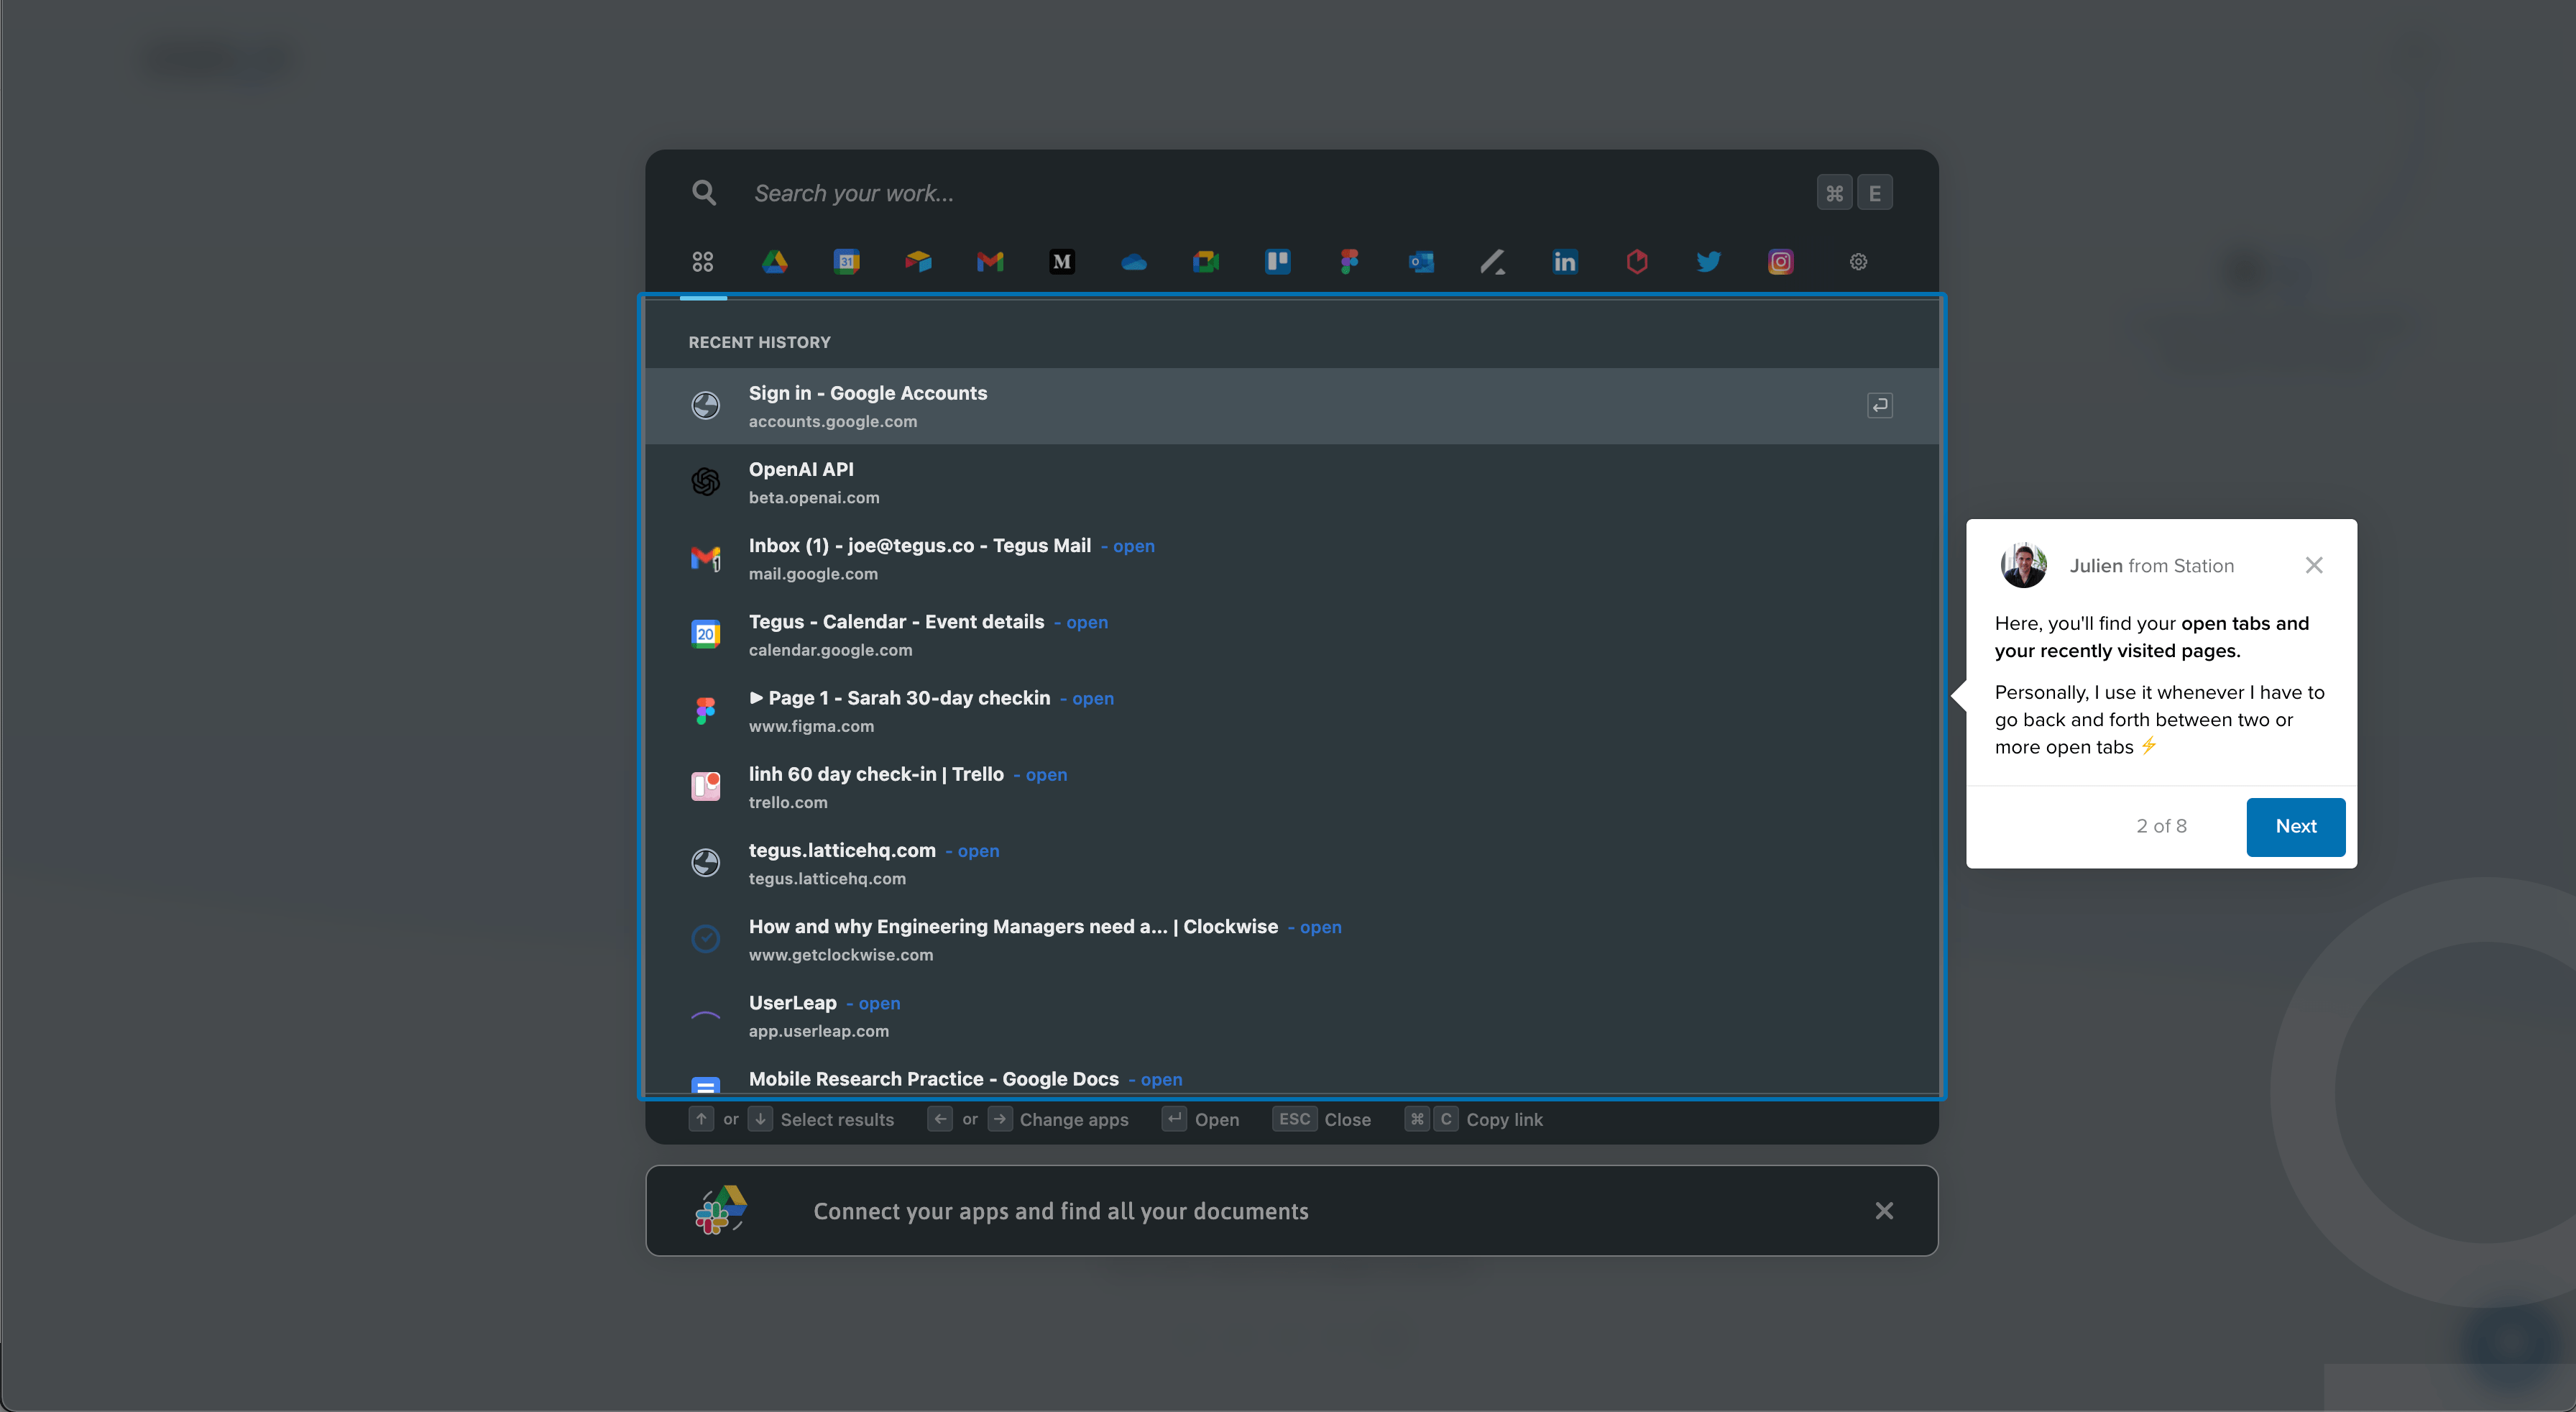 Search your work...
⌘ E
31
M
in
RECENT HISTORY
Sign in - Google Accounts
accounts.google.com
OpenAI API
beta.openai.com
Inbox (1) - joe@tegus.co - Tegus Mail - open
mail.google.com
1
Tegus - Calendar - Event details - open
20
calendar.google.com
▶ Page 1 - Sarah 30-day checkin - open
www.figma.com
linh 60 day check-in | Trello - open
trello.com
tegus.latticehq.com - open
tegus.latticehq.com
How and why Engineering Managers need a... | Clockwise - open
www.getclockwise.com
UserLeap - open
app.userleap.com
Mobile Research Practice - Google Docs - open
↑ or ↓ Select results ← or → Change apps ↵ Open ESC Close ⌘ C Copy link
Connect your apps and find all your documents
Julien from Station
Here, you'll find your open tabs and
your recently visited pages.
Personally, I use it whenever I have to
go back and forth between two or
more open tabs ⚡
2 of 8
Next